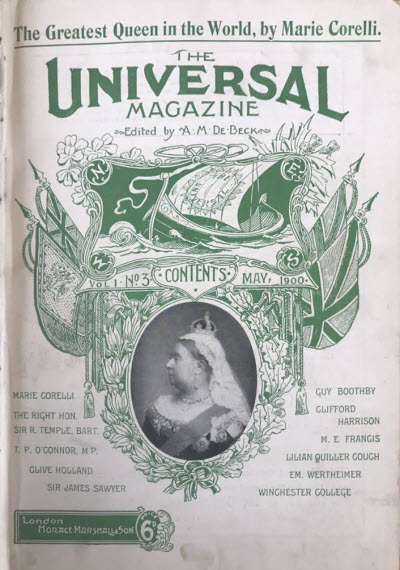 The Greatest Queen in the World, by Marie Corelli.
THE
UNIVERSAL
MAGAZINE
Edited by A·M·DE·BECK
N E
W S
VOL 1· No 3 CONTENTS· MAY, 1900·
MARIE CORELLI
THE RIGHT HON.
SIR R. TEMPLE, BART.
T. P. O'CONNOR, M.P.
CLIVE HOLLAND
SIR JAMES SAWYER
GUY BOOTHBY
CLIFFORD
HARRISON
M. E. FRANCIS
LILIAN QUILLER COUCH
EM. WERTHEIMER
WINCHESTER COLLEGE
London
HORACE MARSHALL & SON
6D